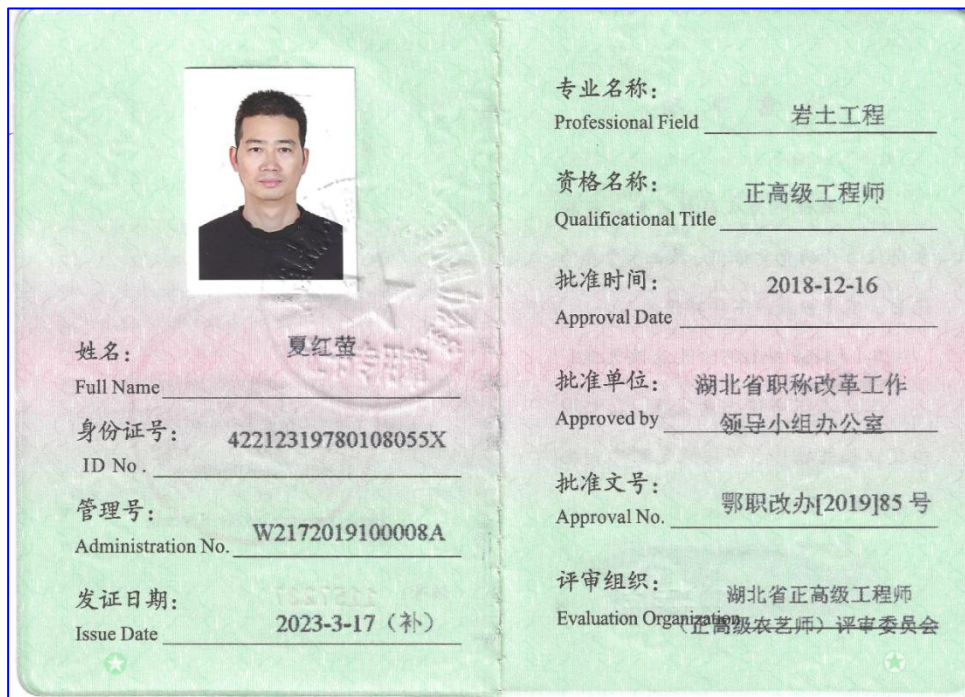 姓名：
夏红萤
Full Name
身份证号：
42212319780108055X
ID No .
管理号：
W2172019100008A
Administration No.
发证日期：
2023-3-17（补）
Issue Date
专业名称：
岩土工程
Professional Field
资格名称：
正高级工程师
Qualificational Title
批准时间：
2018-12-16
Approval Date
批准单位：
湖北省职称改革工作
Approved by
领导小组办公室
批准文号：
鄂职改办[2019]85 号
Approval No.
评审组织：
湖北省正高级工程师
Evaluation Organization
（正高级农艺师）评审委员会